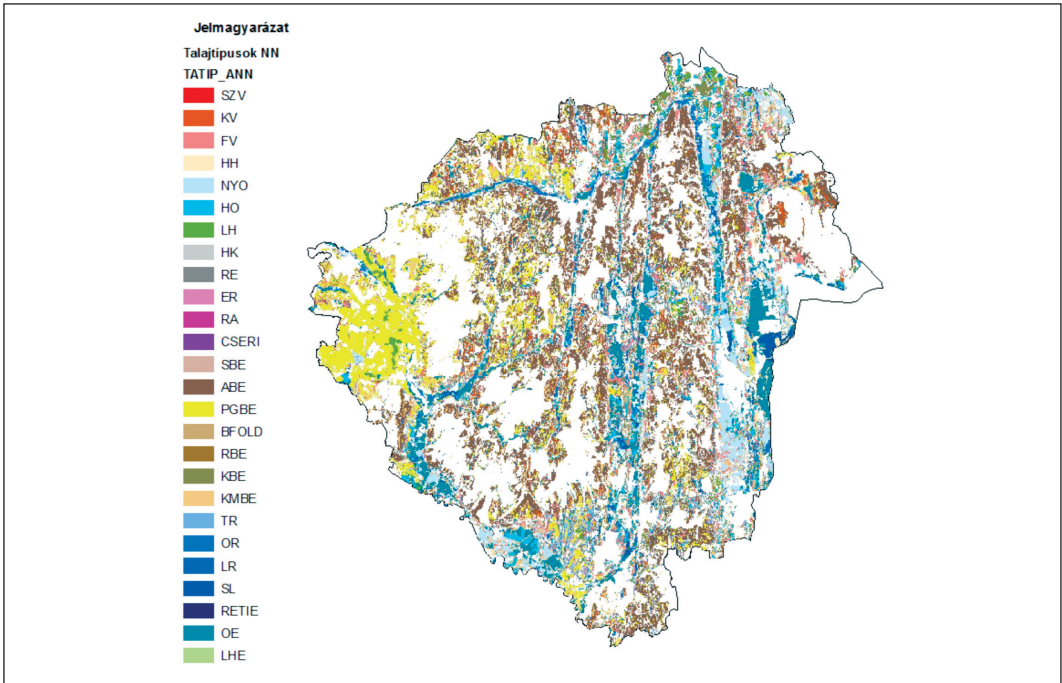 Jelmagyarázat
Talajtípusok NN
TATIP_ANN
SZV
KV
FV
HH
NYO
HO
LH
HK
RE
ER
RA
CSERI
SBE
ABE
PGBE
BFOLD
RBE
KBE
KMBE
TR
OR
LR
SL
RETIE
OE
LHE